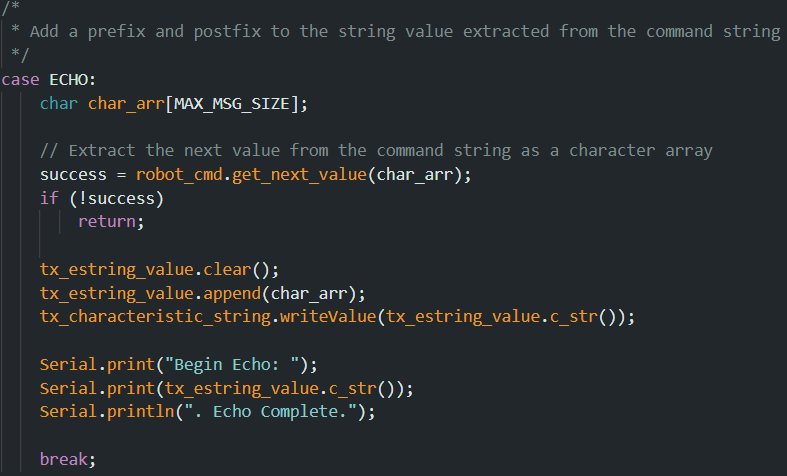 /*
 * Add a prefix and postfix to the string value extracted from the command string
 */
case ECHO:
    char char_arr[MAX_MSG_SIZE];

    // Extract the next value from the command string as a character array
    success = robot_cmd.get_next_value(char_arr);
    if (!success)
        return;

    tx_estring_value.clear();
    tx_estring_value.append(char_arr);
    tx_characteristic_string.writeValue(tx_estring_value.c_str());

    Serial.print("Begin Echo: ");
    Serial.print(tx_estring_value.c_str());
    Serial.println(". Echo Complete.");

    break;